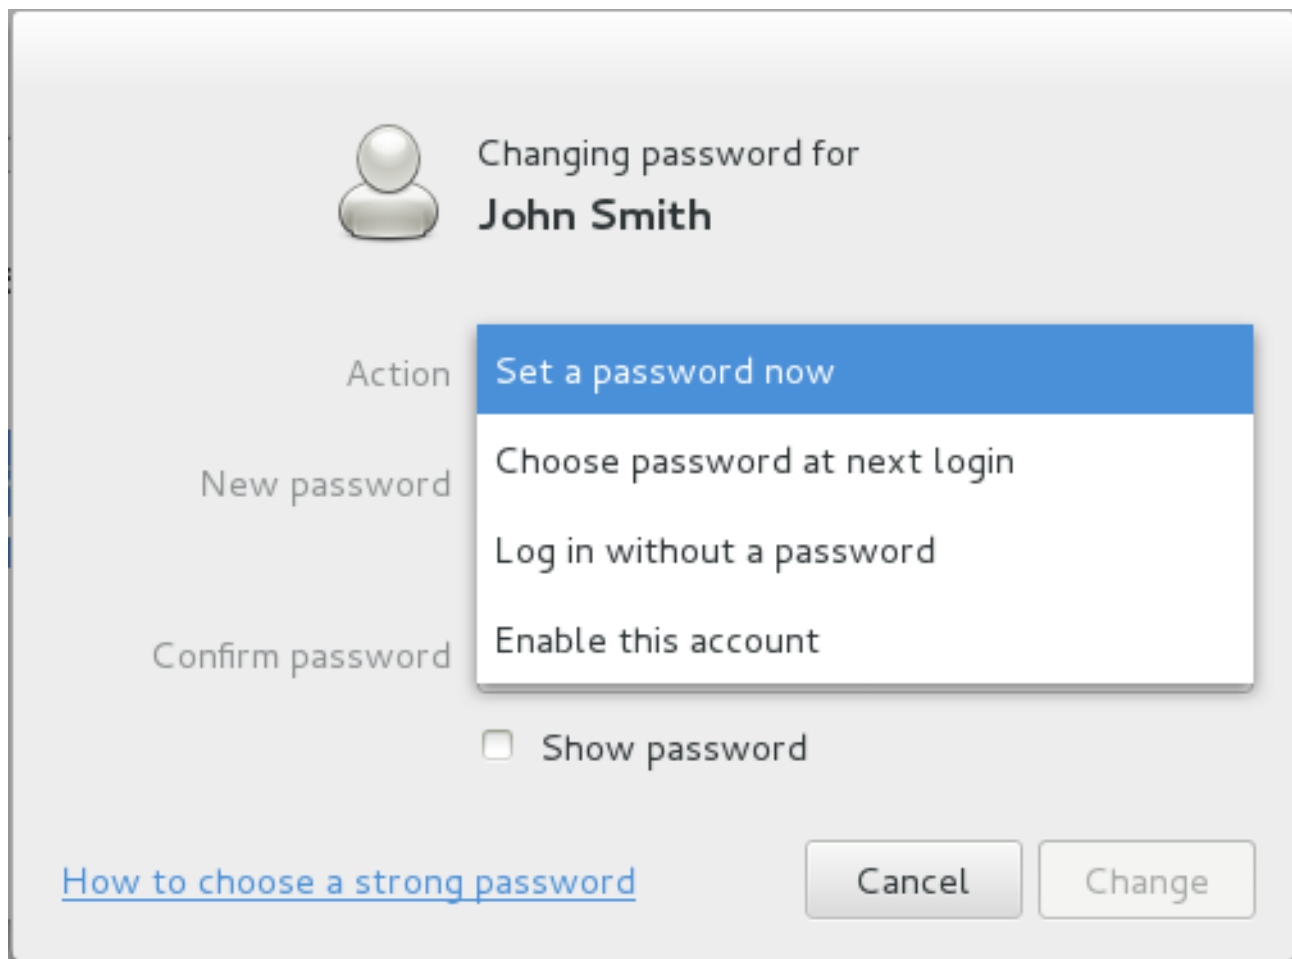 Changing password for
John Smith
Action
Set a password now
Choose password at next login
New password
Log in without a password
Enable this account
Confirm password
Show password
How to choose a strong password
Cancel
Change